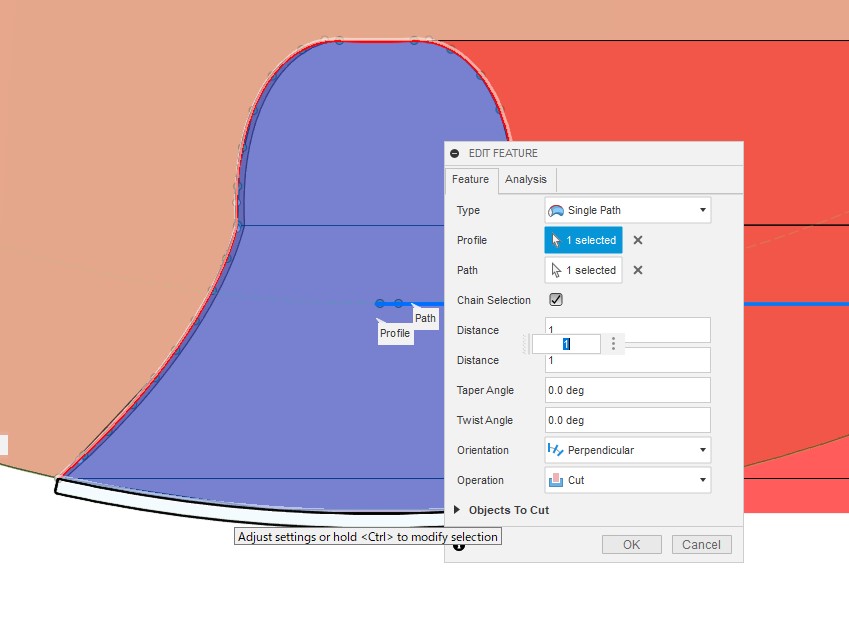 EDIT FEATURE
Feature Analysis
Type Single Path
Profile 1 selected
Path 1 selected
Chain Selection
Distance 1
1
Distance 1
Taper Angle 0.0 deg
Twist Angle 0.0 deg
Orientation Perpendicular
Operation Cut
Objects To Cut
OK Cancel
Path
Profile
Adjust settings or hold <Ctrl> to modify selection